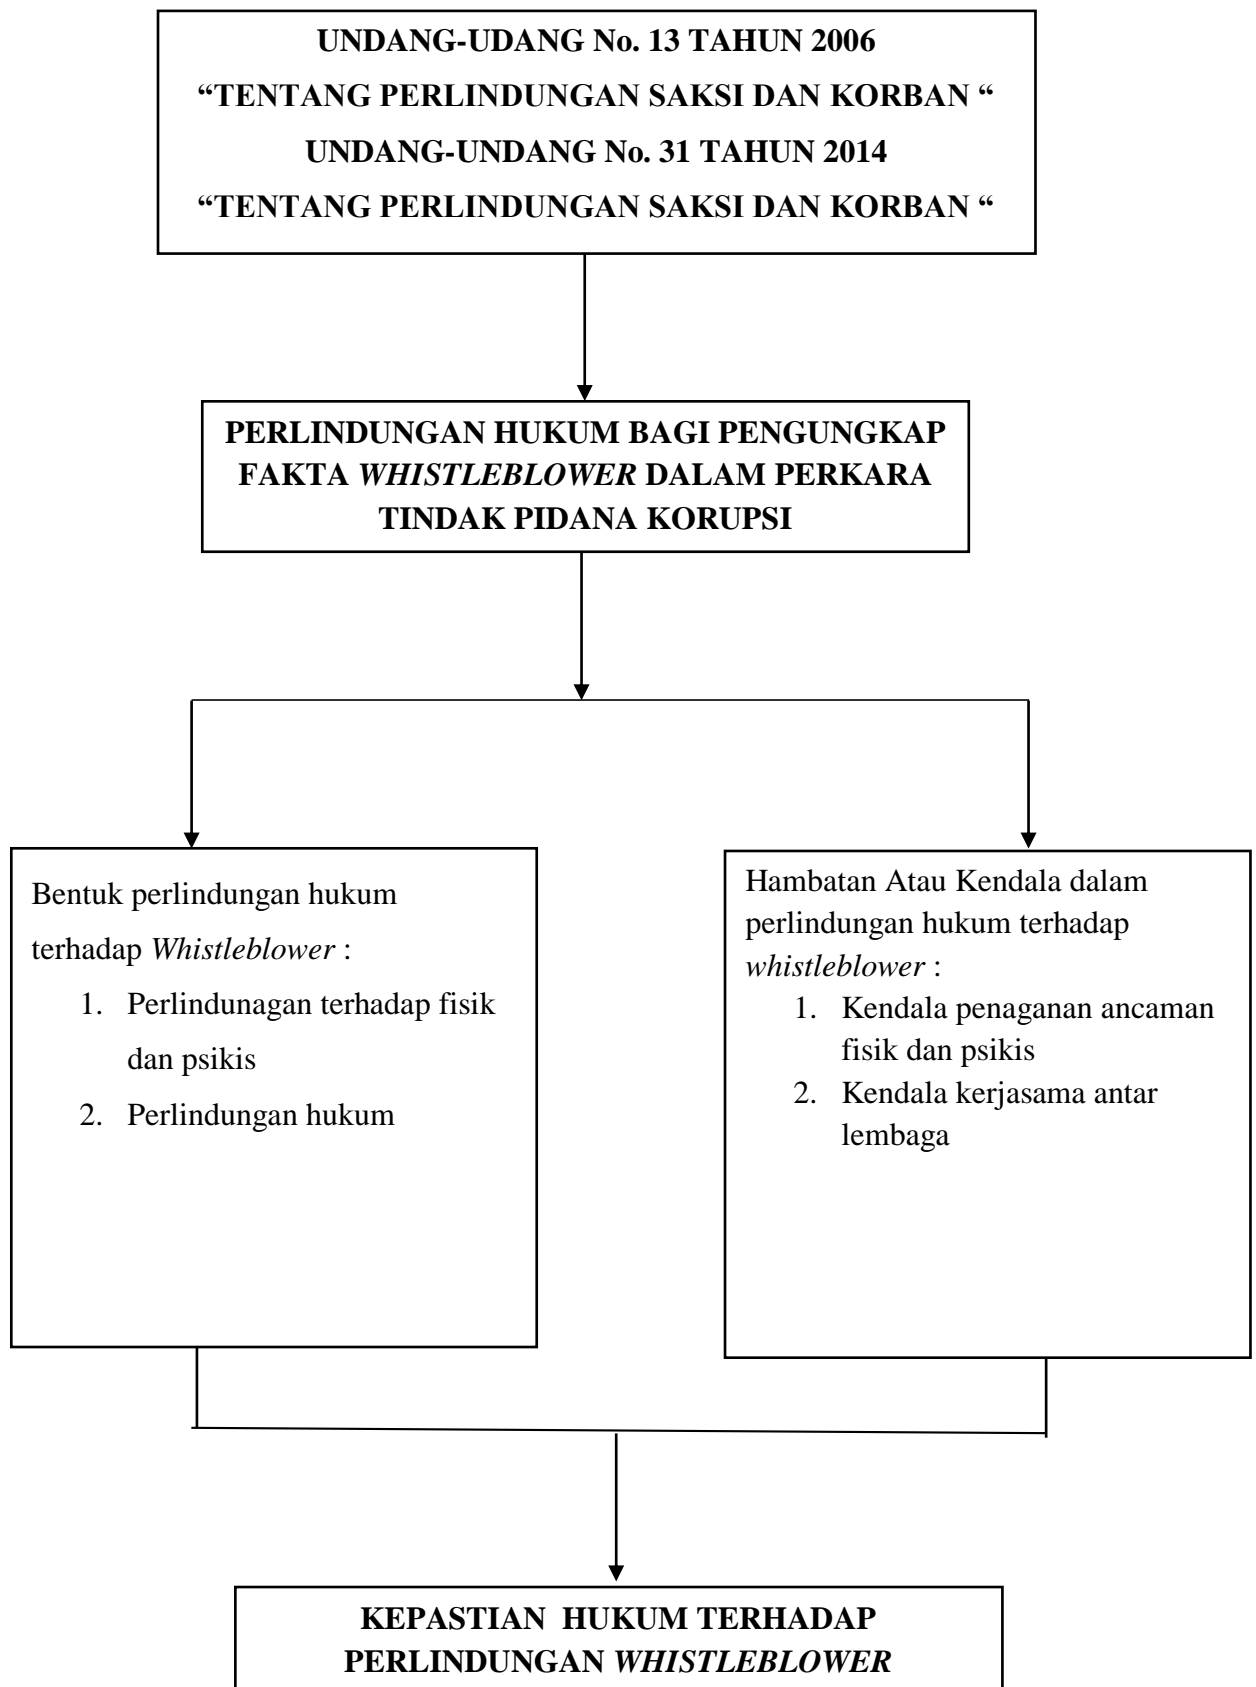 UNDANG-UDANG No. 13 TAHUN 2006
“TENTANG PERLINDUNGAN SAKSI DAN KORBAN “
UNDANG-UNDANG No. 31 TAHUN 2014
“TENTANG PERLINDUNGAN SAKSI DAN KORBAN “
PERLINDUNGAN HUKUM BAGI PENGUNGKAP
FAKTA WHISTLEBLOWER DALAM PERKARA
TINDAK PIDANA KORUPSI
Bentuk perlindungan hukum
terhadap Whistleblower :
1. Perlindunagan terhadap fisik
dan psikis
2. Perlindungan hukum
Hambatan Atau Kendala dalam
perlindungan hukum terhadap
whistleblower :
1. Kendala penaganan ancaman
fisik dan psikis
2. Kendala kerjasama antar
lembaga
KEPASTIAN HUKUM TERHADAP
PERLINDUNGAN WHISTLEBLOWER